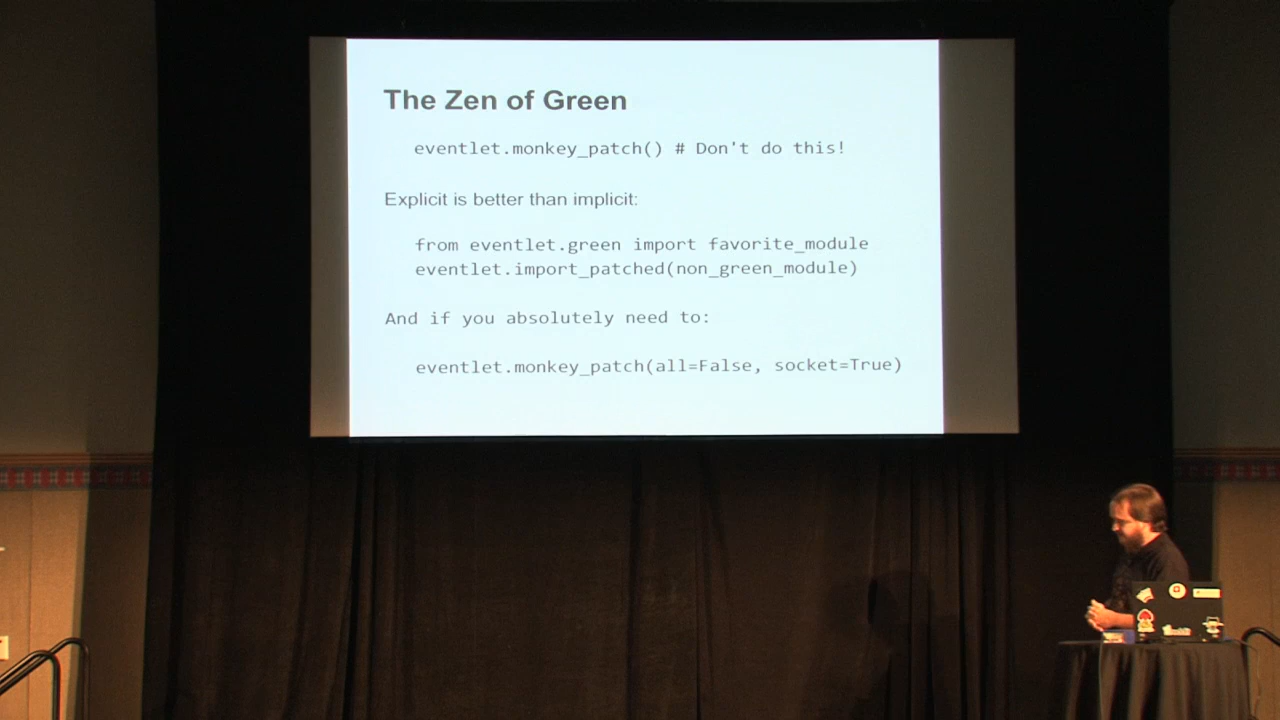 The Zen of Green
eventlet.monkey_patch() # Don't do this!
Explicit is better than implicit:
from eventlet.green import favorite_module
eventlet.import_patched(non_green_module)
And if you absolutely need to:
eventlet.monkey_patch(all=False, socket=True)